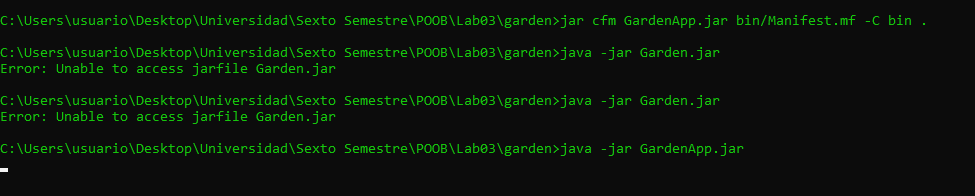 C:\Users\usuario\Desktop\Universidad\Sexto Semestre\POOB\Lab03\garden>jar cfm GardenApp.jar bin/Manifest.mf -C bin .
C:\Users\usuario\Desktop\Universidad\Sexto Semestre\POOB\Lab03\garden>java -jar Garden.jar
Error: Unable to access jarfile Garden.jar
C:\Users\usuario\Desktop\Universidad\Sexto Semestre\POOB\Lab03\garden>java -jar Garden.jar
Error: Unable to access jarfile Garden.jar
C:\Users\usuario\Desktop\Universidad\Sexto Semestre\POOB\Lab03\garden>java -jar GardenApp.jar